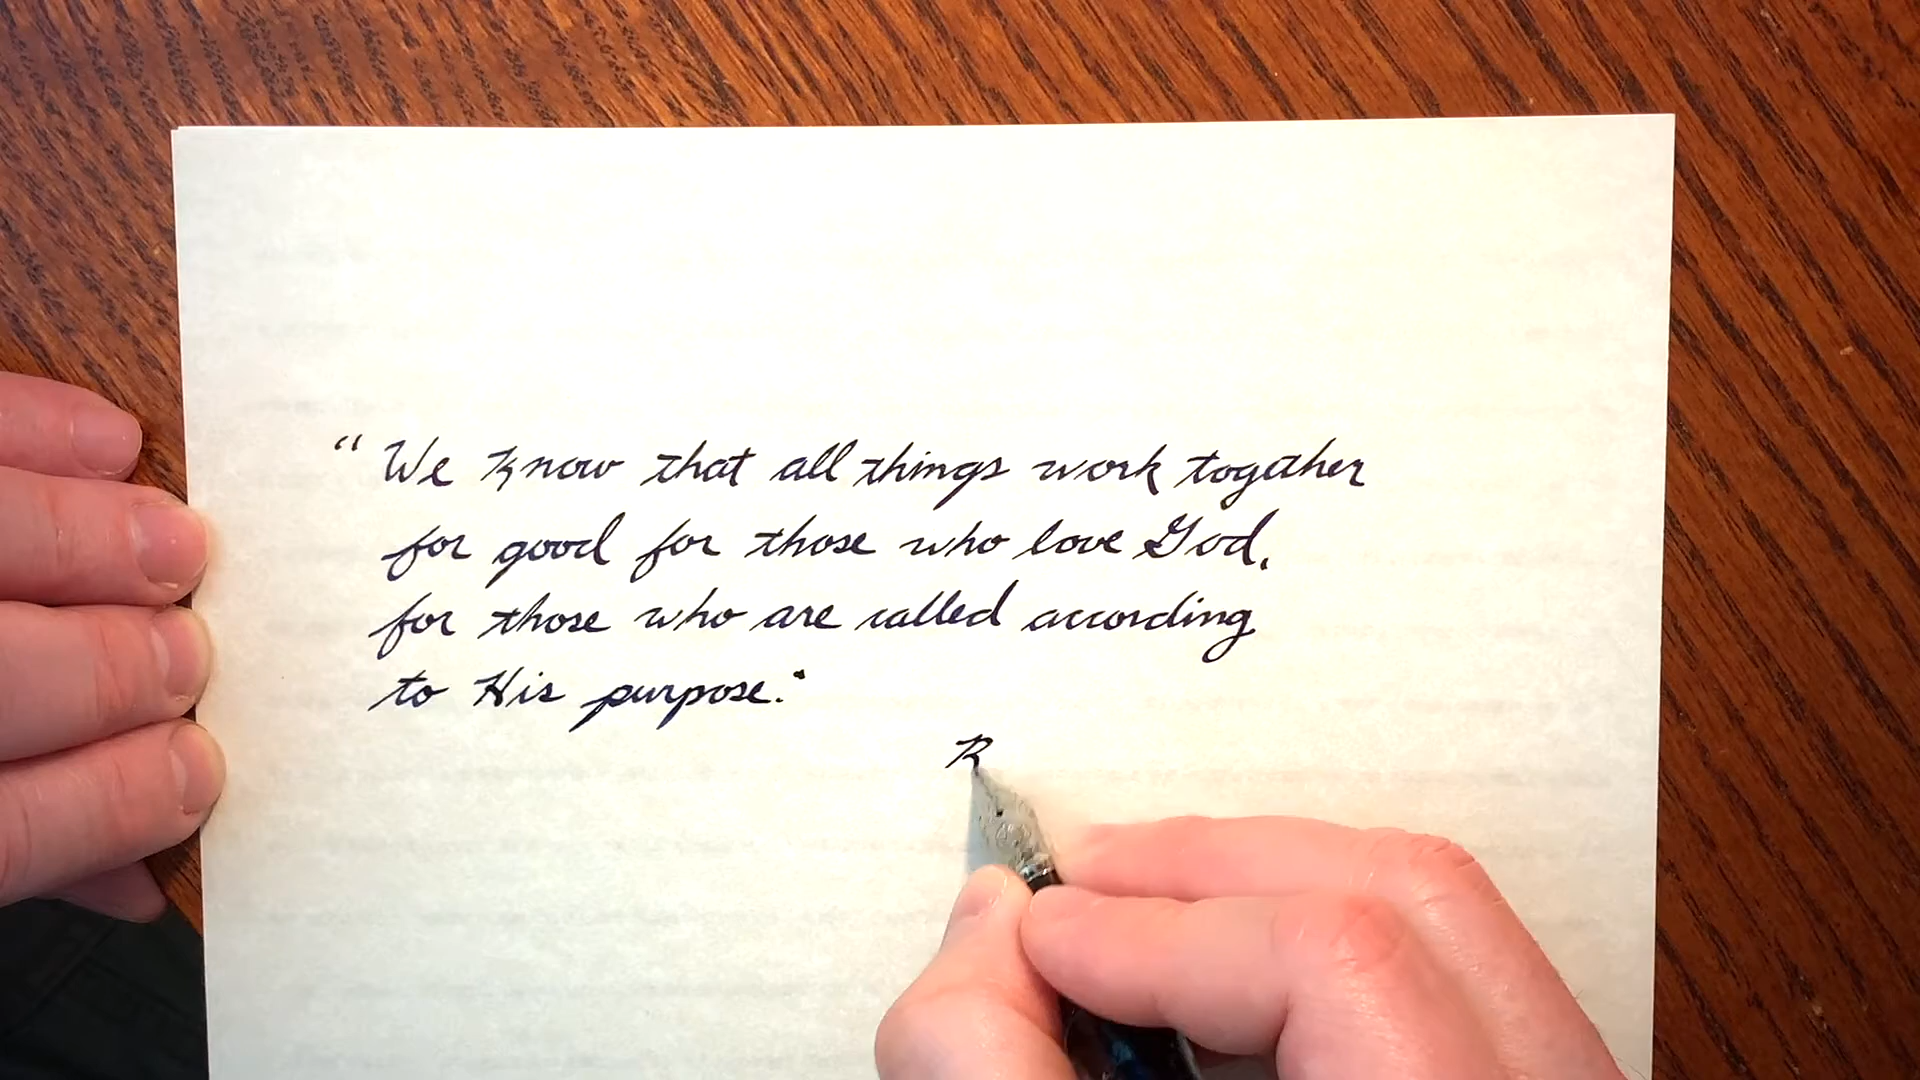 “We know that all things work together
for good for those who love God,
for those who are called according
to His purpose."
R